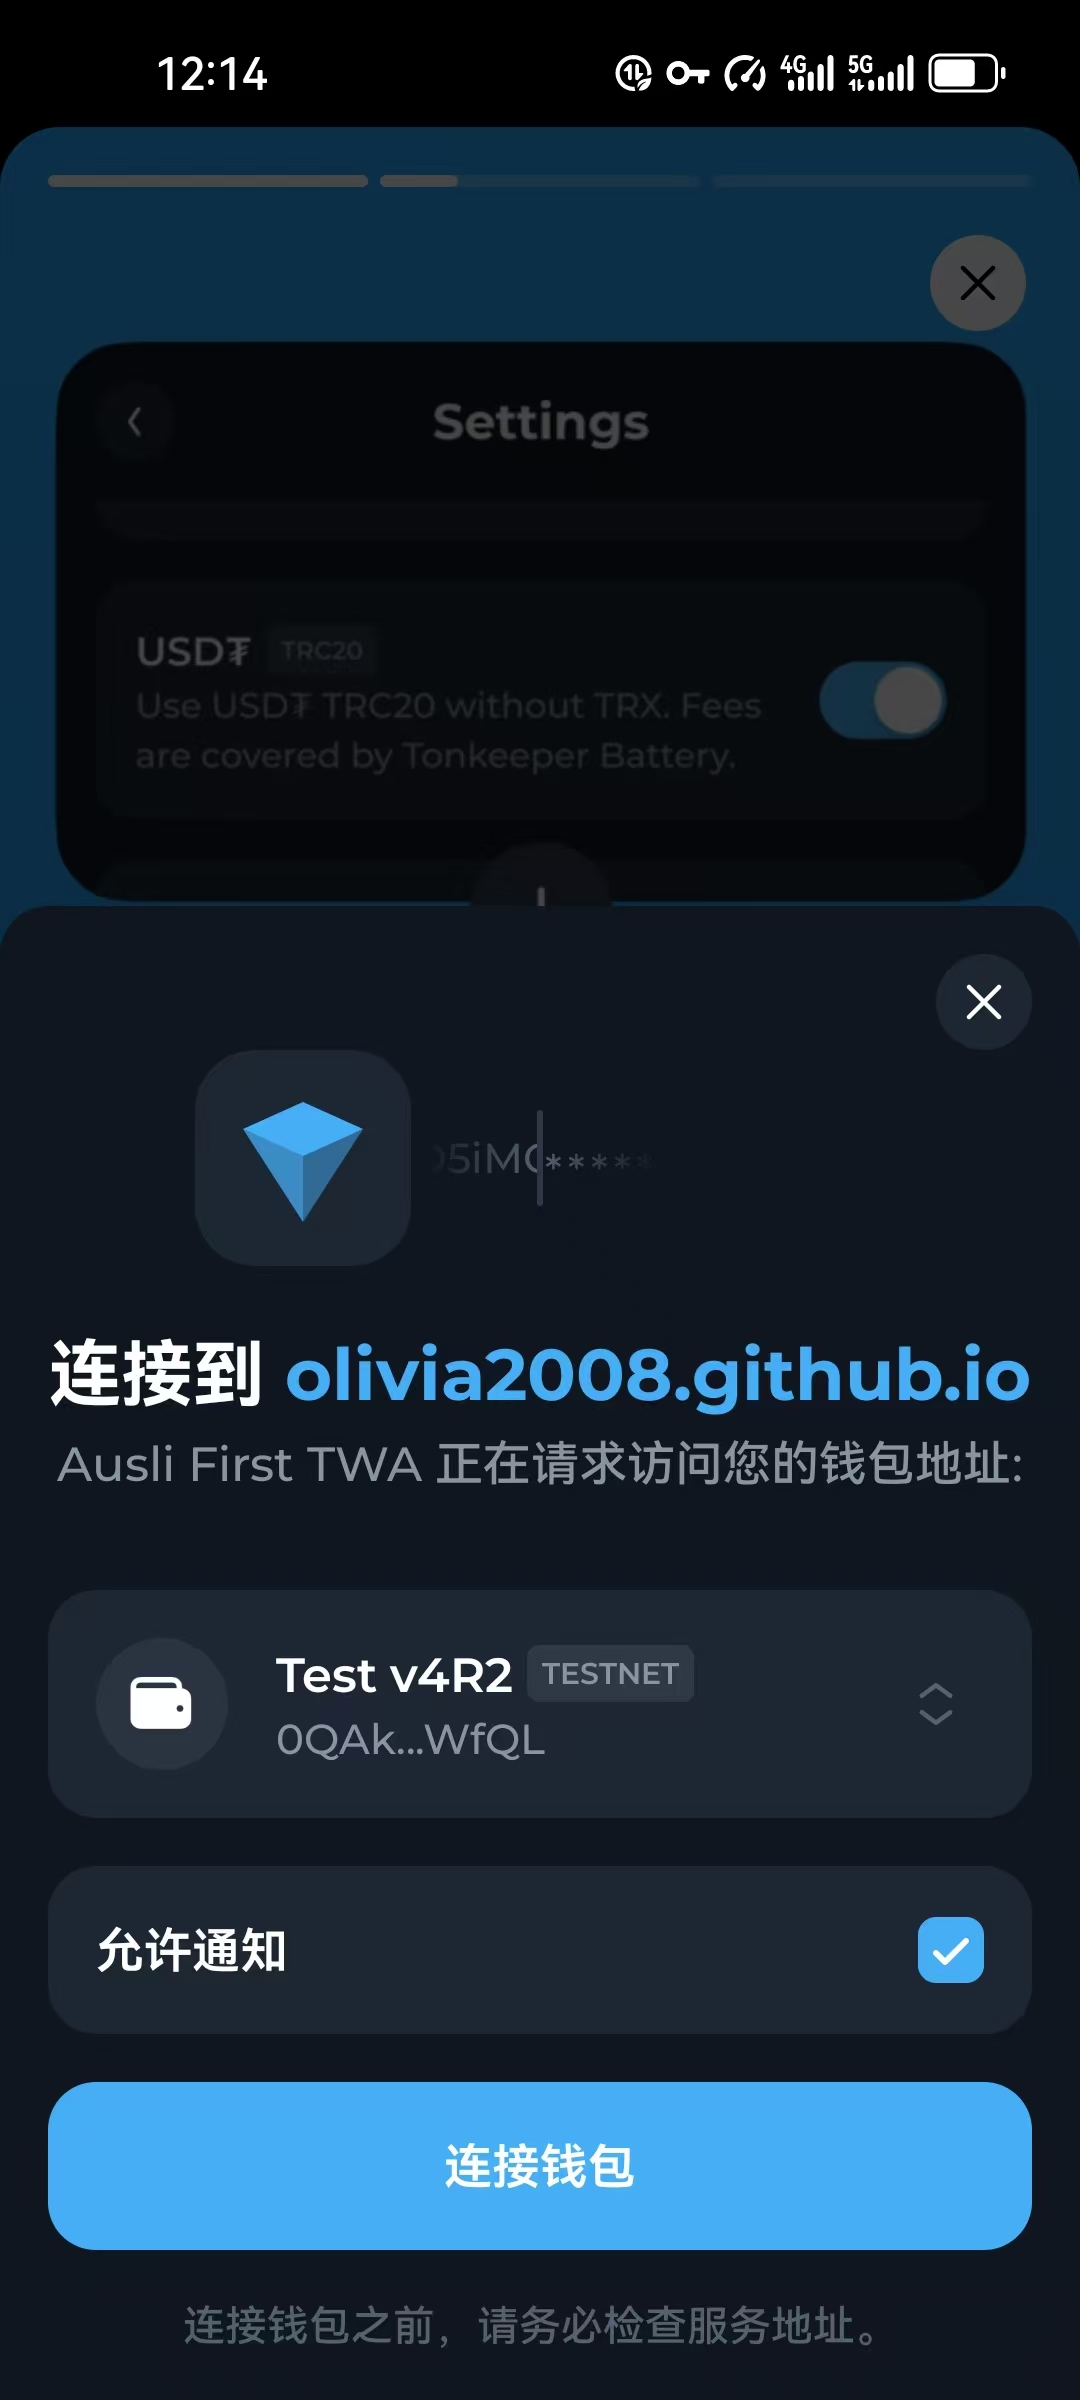 12:14
4G
5G
Settings
USD₮ TRC20
Use USD₮ TRC20 without TRX. Fees
are covered by Tonkeeper Battery.
5iM
*****
连接到 olivia2008.github.io
Ausli First TWA 正在请求访问您的钱包地址:
Test v4R2 TESTNET
0QAk...WfQL
允许通知
连接钱包
连接钱包之前，请务必检查服务地址。